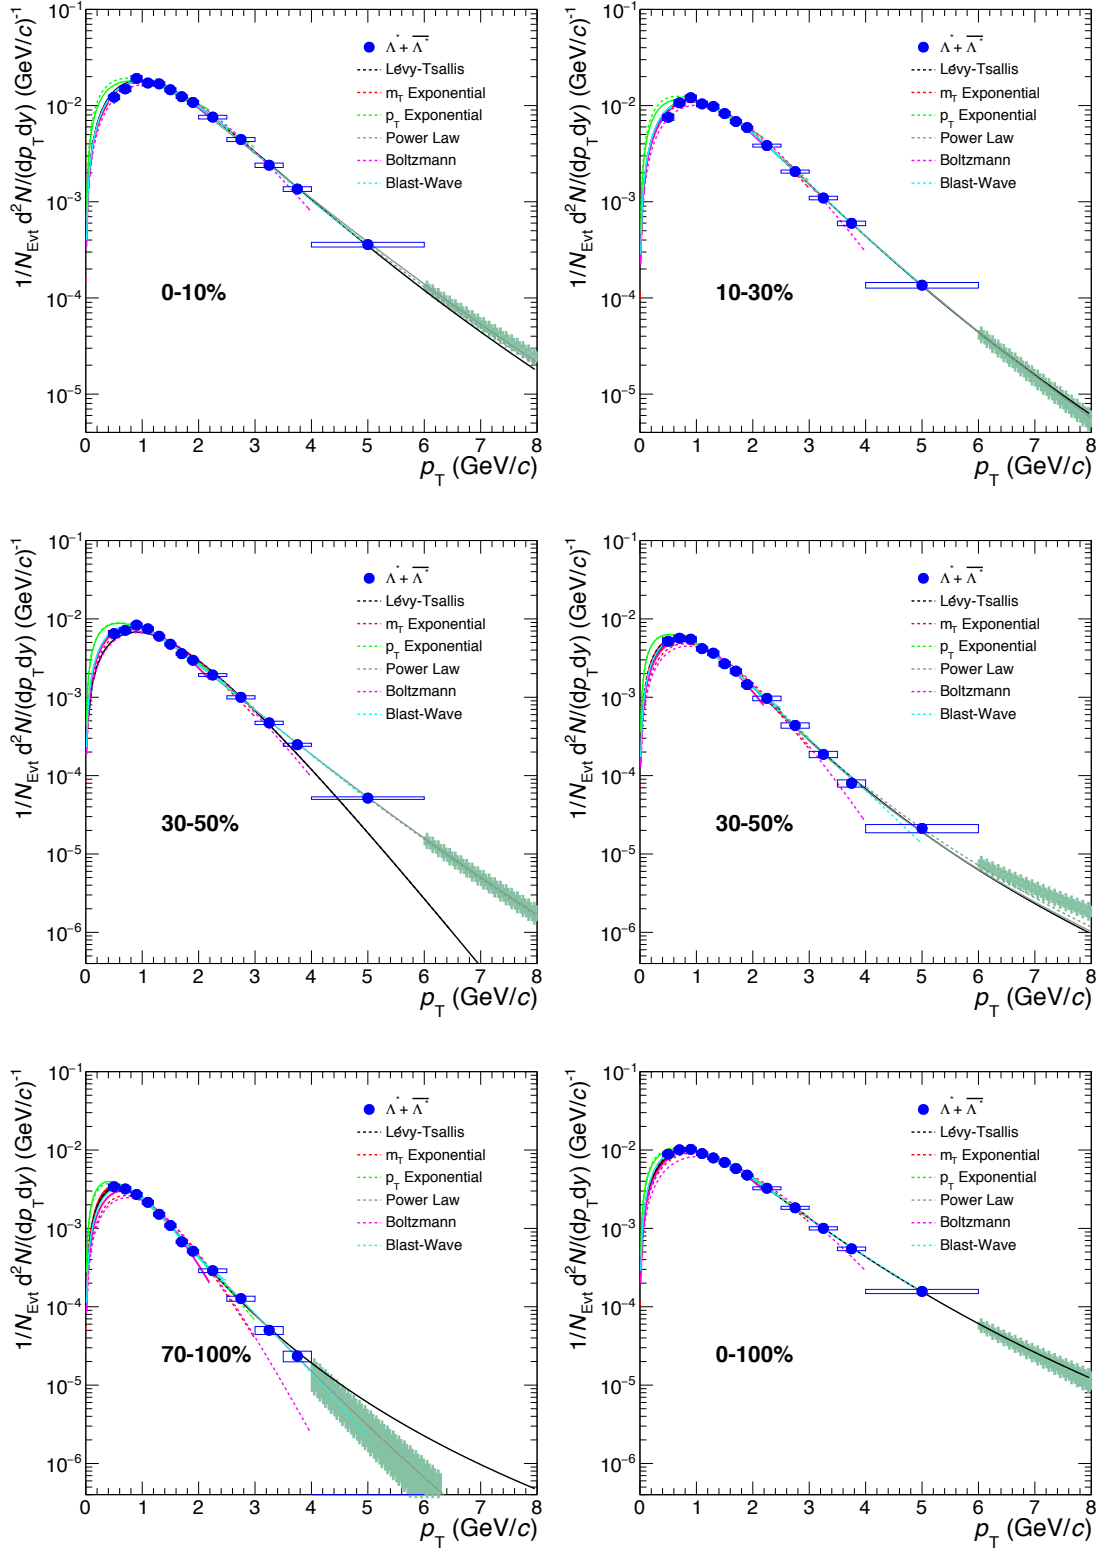 1/N_Evt d²N/(dp_T dy) (GeV/c)⁻¹
10⁻¹
10⁻²
10⁻³
10⁻⁴
10⁻⁵
Λ* + Λ̅*
Lévy-Tsallis
m_T Exponential
p_T Exponential
Power Law
Boltzmann
Blast-Wave
0-10%
0 1 2 3 4 5 6 7 8
p_T (GeV/c)
1/N_Evt d²N/(dp_T dy) (GeV/c)⁻¹
10⁻¹
10⁻²
10⁻³
10⁻⁴
10⁻⁵
Λ* + Λ̅*
Lévy-Tsallis
m_T Exponential
p_T Exponential
Power Law
Boltzmann
Blast-Wave
10-30%
0 1 2 3 4 5 6 7 8
p_T (GeV/c)
1/N_Evt d²N/(dp_T dy) (GeV/c)⁻¹
10⁻¹
10⁻²
10⁻³
10⁻⁴
10⁻⁵
10⁻⁶
Λ* + Λ̅*
Lévy-Tsallis
m_T Exponential
p_T Exponential
Power Law
Boltzmann
Blast-Wave
30-50%
0 1 2 3 4 5 6 7 8
p_T (GeV/c)
1/N_Evt d²N/(dp_T dy) (GeV/c)⁻¹
10⁻¹
10⁻²
10⁻³
10⁻⁴
10⁻⁵
10⁻⁶
Λ* + Λ̅*
Lévy-Tsallis
m_T Exponential
p_T Exponential
Power Law
Boltzmann
Blast-Wave
30-50%
0 1 2 3 4 5 6 7 8
p_T (GeV/c)
1/N_Evt d²N/(dp_T dy) (GeV/c)⁻¹
10⁻¹
10⁻²
10⁻³
10⁻⁴
10⁻⁵
10⁻⁶
Λ* + Λ̅*
Lévy-Tsallis
m_T Exponential
p_T Exponential
Power Law
Boltzmann
Blast-Wave
70-100%
0 1 2 3 4 5 6 7 8
p_T (GeV/c)
1/N_Evt d²N/(dp_T dy) (GeV/c)⁻¹
10⁻¹
10⁻²
10⁻³
10⁻⁴
10⁻⁵
10⁻⁶
Λ* + Λ̅*
Lévy-Tsallis
m_T Exponential
p_T Exponential
Power Law
Boltzmann
Blast-Wave
0-100%
0 1 2 3 4 5 6 7 8
p_T (GeV/c)